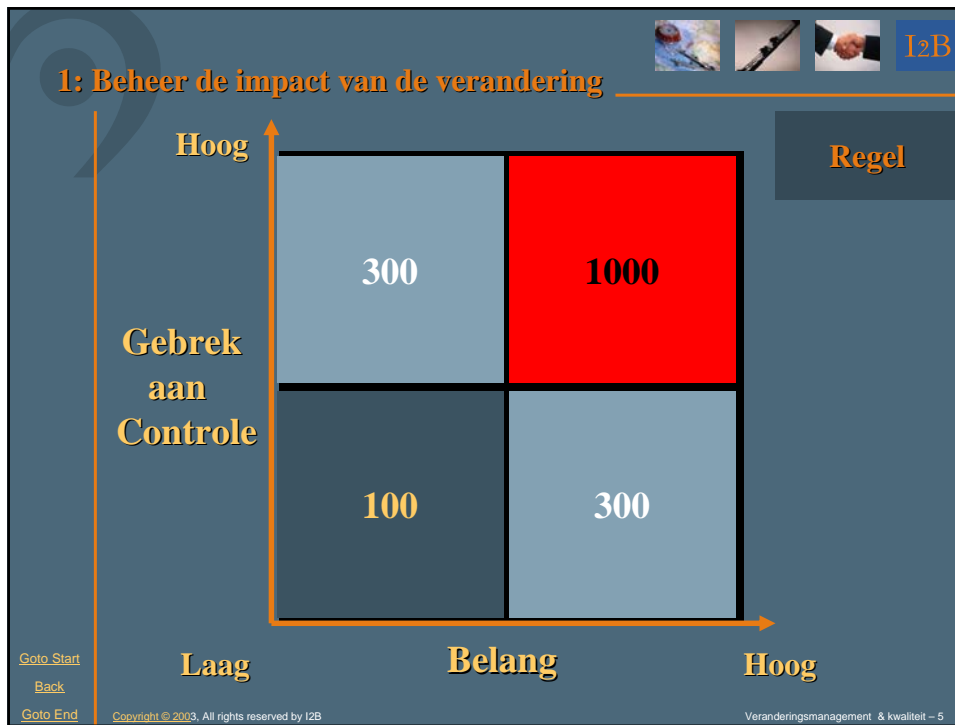 I2B
1: Beheer de impact van de verandering
Hoog
Regel
300
1000
Gebrek
aan
Controle
100
300
Laag
Belang
Hoog
Goto Start
Back
Goto End
Copyright © 2003, All rights reserved by I2B
Veranderingsmanagement & kwaliteit – 5